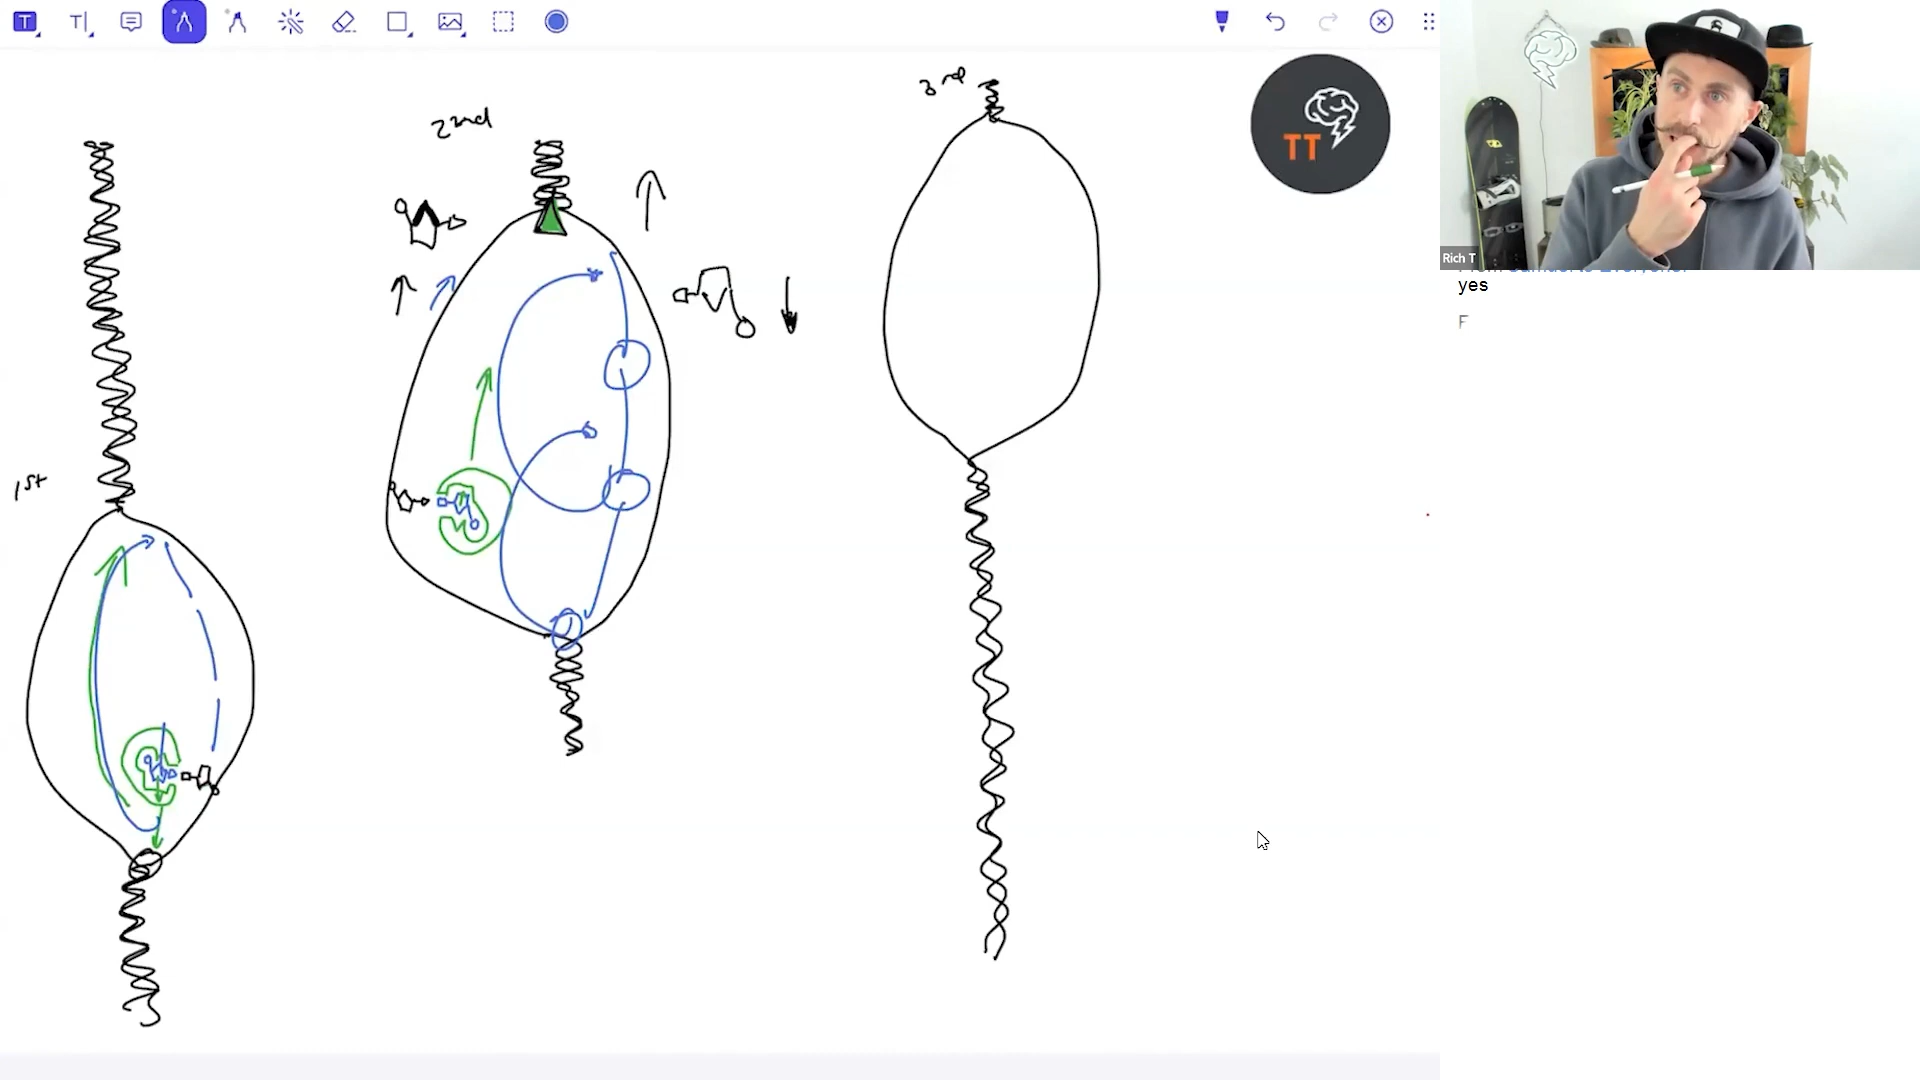 1st
2nd
3rd
TT
Rich T
yes
F